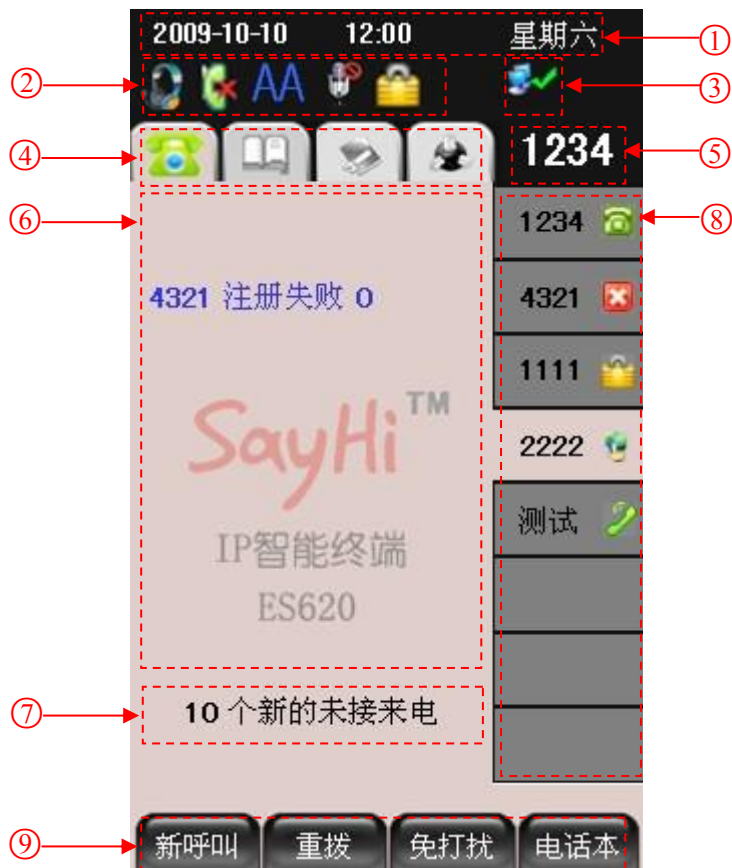 2009-10-10 12:00 星期六 ①
② AA ③
④ 1234 ⑤
⑥ 1234 ⑧
4321 注册失败 0 4321
1111
SayHi™
2222
测试
IP智能终端
ES620
⑦ 10 个新的未接来电
⑨ 新呼叫 重拨 免打扰 电话本